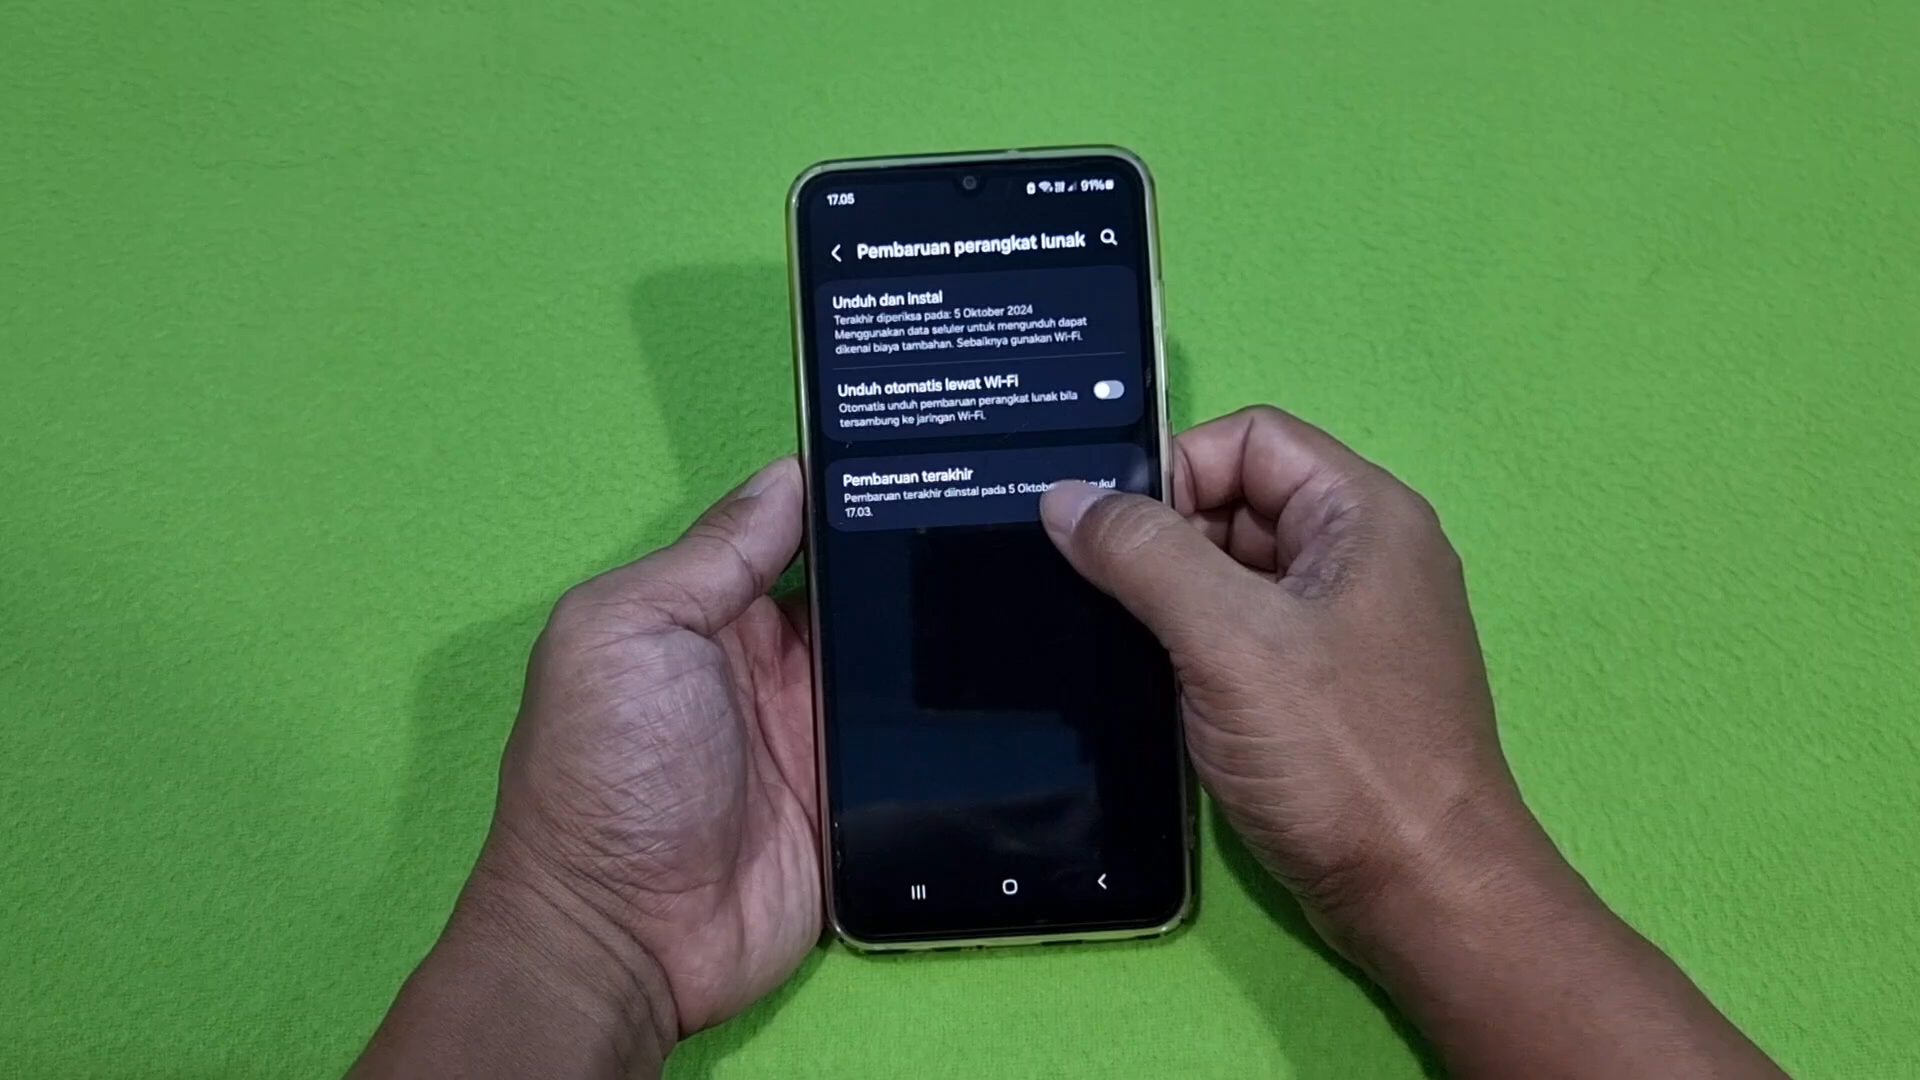 17.05
91%
Pembaruan perangkat lunak
Unduh dan instal
Terakhir diperiksa pada: 5 Oktober 2024
Menggunakan data seluler untuk mengunduh dapat
dikenai biaya tambahan. Sebaiknya gunakan Wi-Fi.
Unduh otomatis lewat Wi-Fi
Otomatis unduh pembaruan perangkat lunak bila
tersambung ke jaringan Wi-Fi.
Pembaruan terakhir
Pembaruan terakhir diinstal pada 5
17.03.